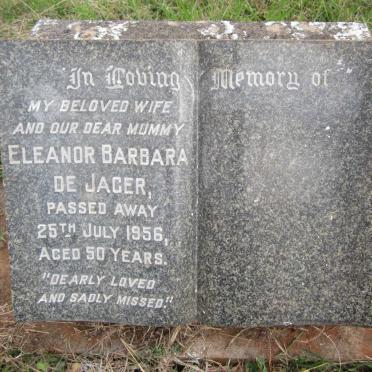 In Loving Memory of
MY BELOVED WIFE
AND OUR DEAR MUMMY
ELEANOR BARBARA
DE JAGER,
PASSED AWAY
25TH JULY 1956,
AGED 50 YEARS.
"DEARLY LOVED
AND SADLY MISSED."